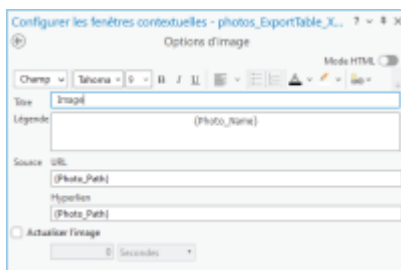 Configurer les fenêtres contextuelles - photos_ExportTable_X...
Options d'image
Mode HTML
Champ Tahoma 9 B I U A
Titre Image
Légende {Photo_Name}
Source URL
{Photo_Path}
Hyperlien
{Photo_Path}
Actualiser l'image
0 Secondes